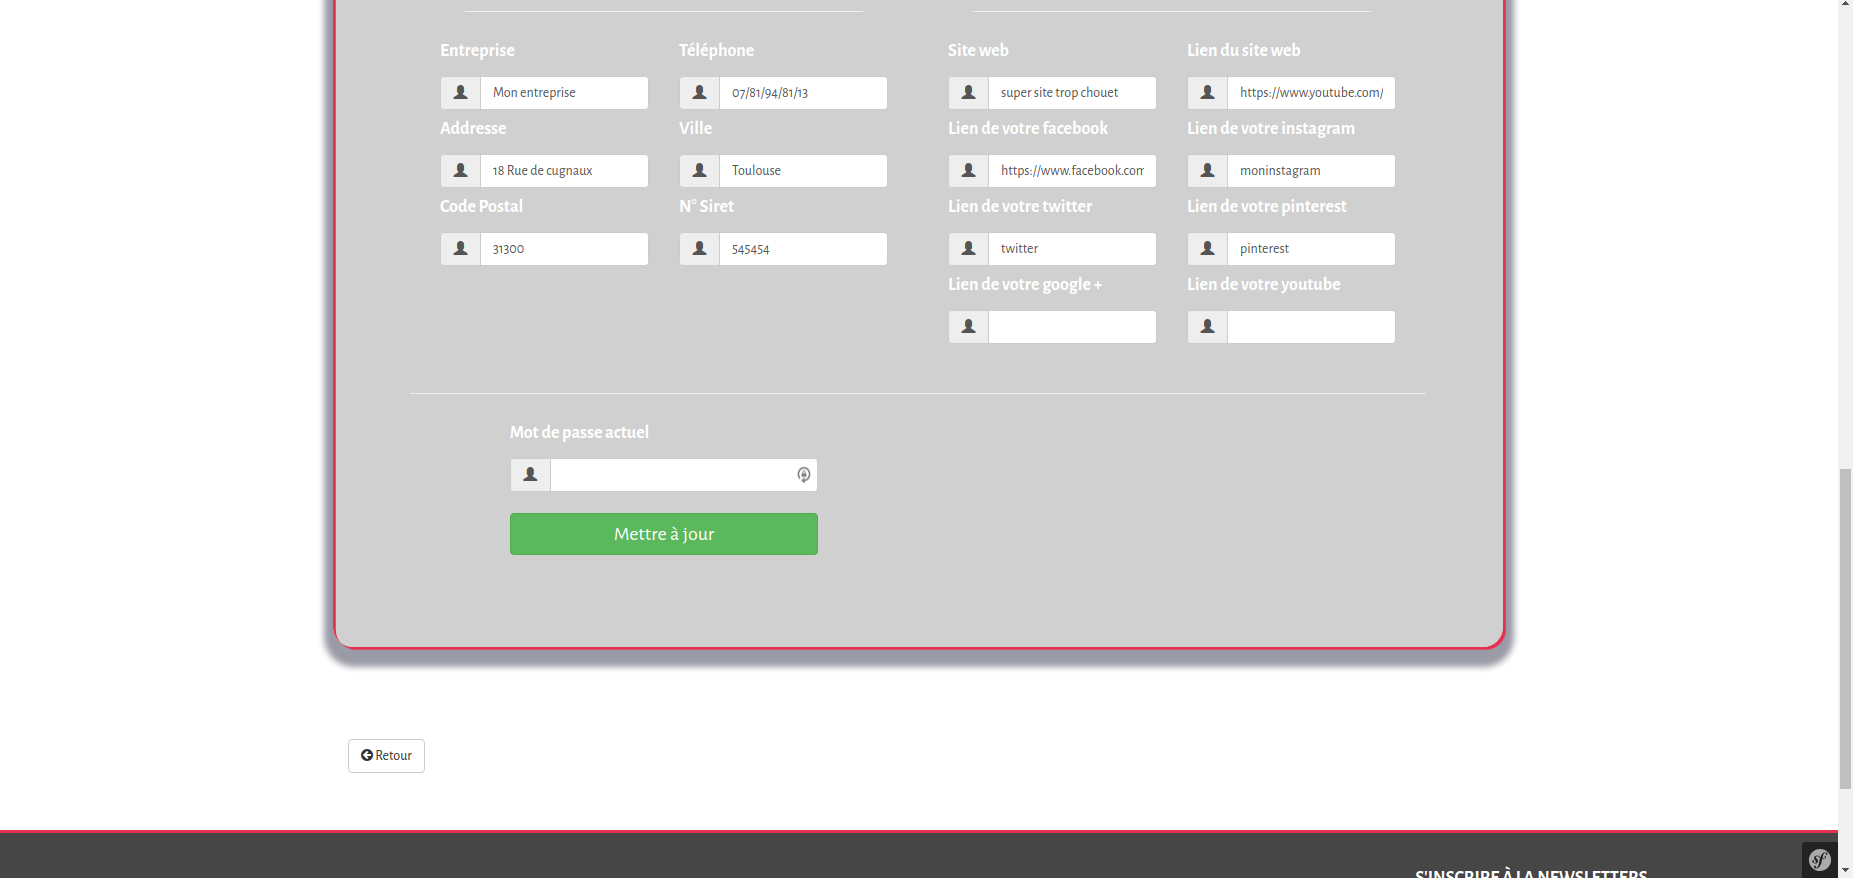 Entreprise Téléphone Site web Lien du site web
Mon entreprise 07/81/94/81/13 super site trop chouet https://www.youtube.com/
Addresse Ville Lien de votre facebook Lien de votre instagram
18 Rue de cugnaux Toulouse https://www.facebook.com moninstagram
Code Postal N° Siret Lien de votre twitter Lien de votre pinterest
31300 545454 twitter pinterest
Lien de votre google + Lien de votre youtube
Mot de passe actuel
Mettre à jour
Retour
S'INSCRIRE À LA NEWSLETTERS
sf